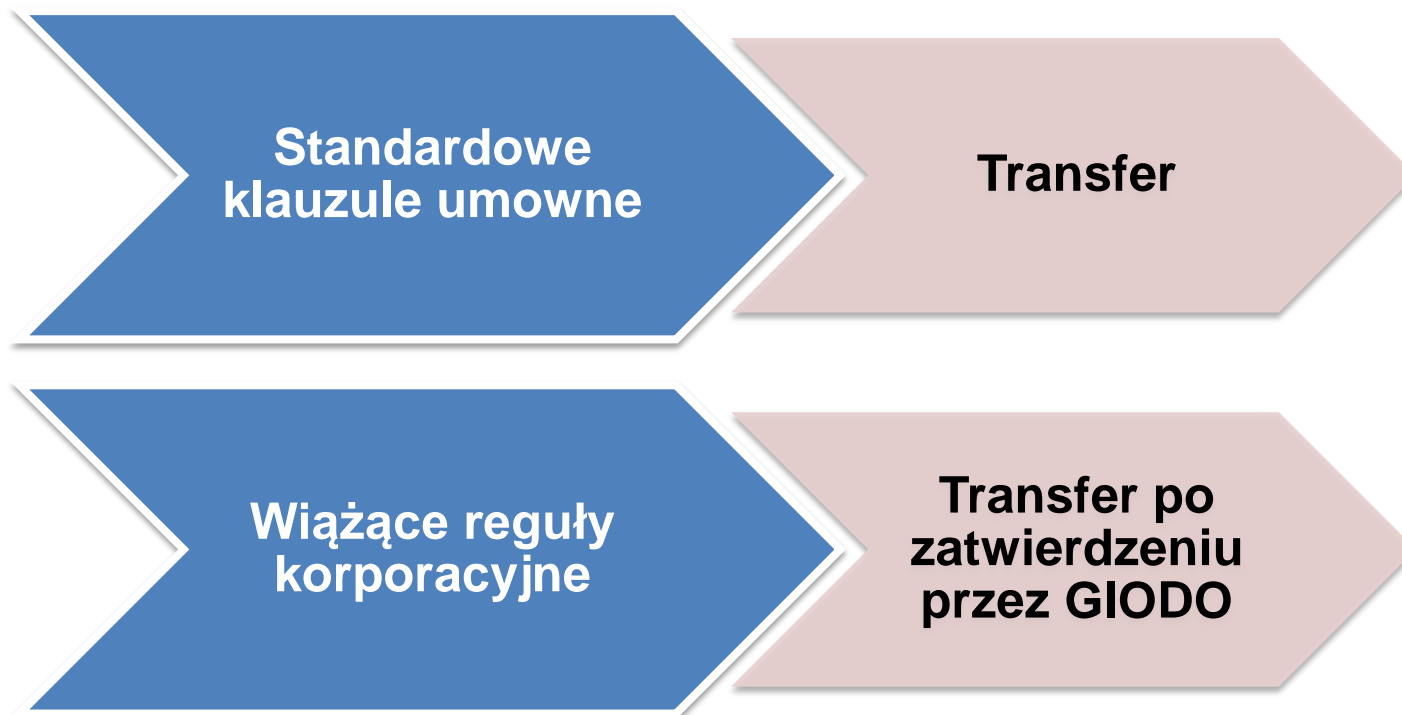 Standardowe
klauzule umowne
Transfer
Wiążące reguły
korporacyjne
Transfer po
zatwierdzeniu
przez GIODO